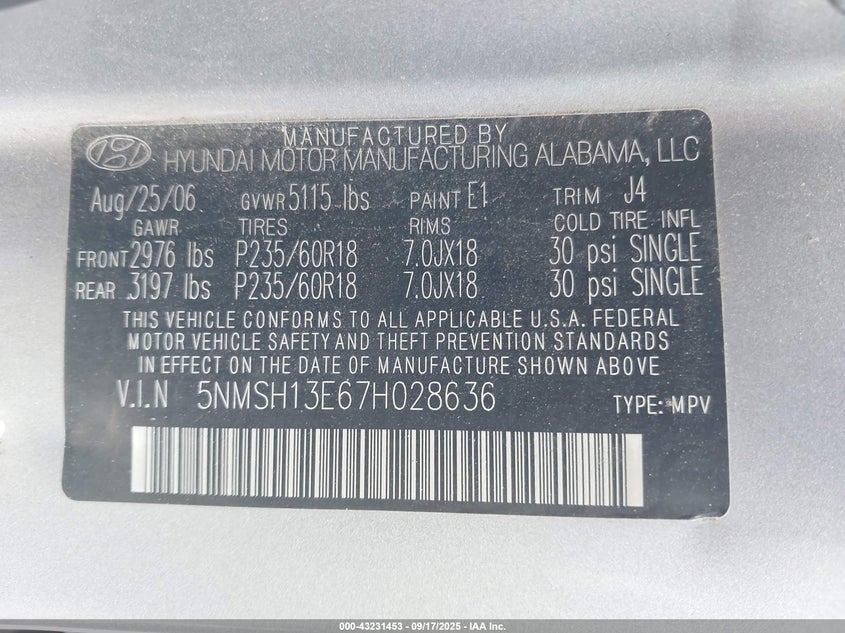 MANUFACTURED BY
HYUNDAI MOTOR MANUFACTURING ALABAMA, LLC
Aug/25/06 GVWR 5115 lbs PAINT E1 TRIM J4
GAWR TIRES RIMS COLD TIRE INFL
FRONT 2976 lbs P235/60R18 7.0JX18 30 psi SINGLE
REAR 3197 lbs P235/60R18 7.0JX18 30 psi SINGLE
THIS VEHICLE CONFORMS TO ALL APPLICABLE U.S.A. FEDERAL
MOTOR VEHICLE SAFETY AND THEFT PREVENTION STANDARDS
IN EFFECT ON THE DATE OF MANUFACTURE SHOWN ABOVE
V.I.N 5NMSH13E67H028636 TYPE: MPV
000-43231453 - 09/17/2025 - IAA Inc.